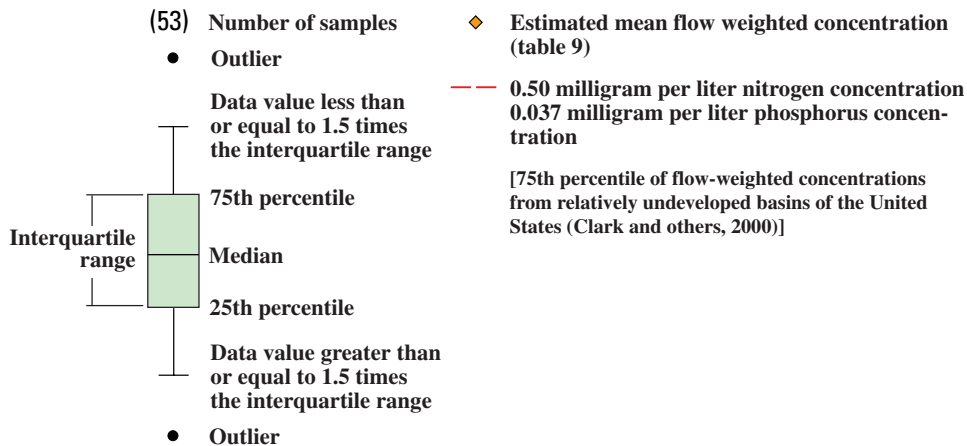 (53) Number of samples
Outlier
Data value less than
or equal to 1.5 times
the interquartile range
75th percentile
Interquartile
range
Median
25th percentile
Data value greater than
or equal to 1.5 times
the interquartile range
Outlier
Estimated mean flow weighted concentration
(table 9)
0.50 milligram per liter nitrogen concentration
0.037 milligram per liter phosphorus concen-
tration
[75th percentile of flow-weighted concentrations
from relatively undeveloped basins of the United
States (Clark and others, 2000)]